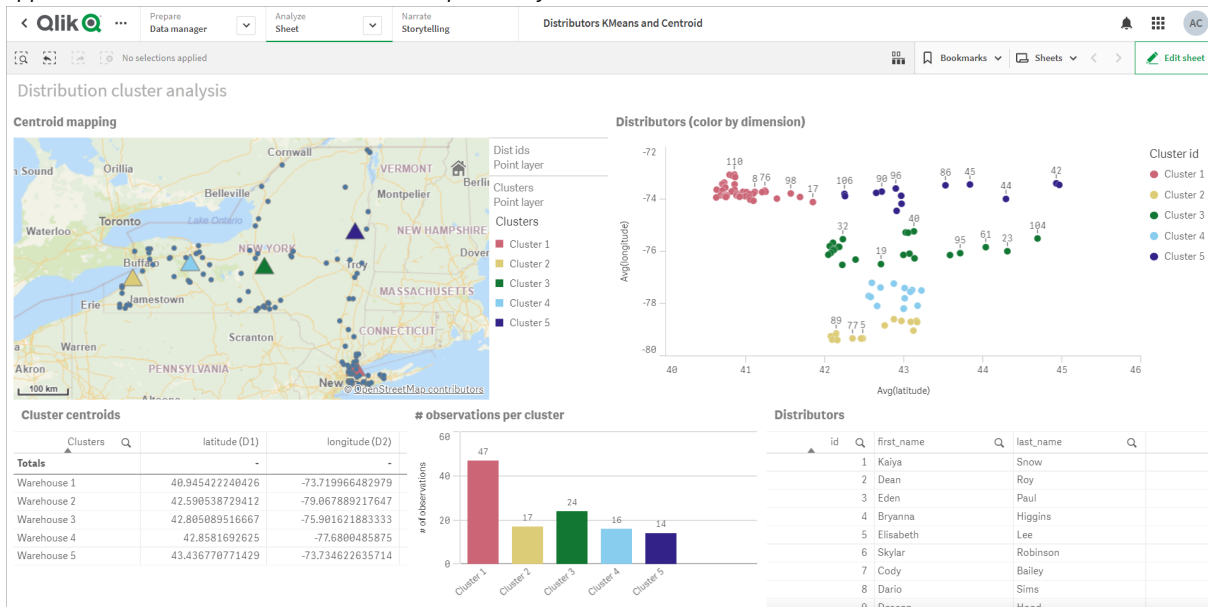 Qlik
Prepare
Data manager
Analyze
Sheet
Narrate
Storytelling
Distributors KMeans and Centroid
AC
No selections applied
Bookmarks
Sheets
Edit sheet
Distribution cluster analysis
Centroid mapping
n Sound
Orillia
Cornwall
VERMONT
Berlin
Montpelier
Belleville
Lake Ontario
Toronto
Waterloo
NEW HAMPSHIRE
NEW YORK
Dover
Buffalo
Troy
MASSACHUSETTS
Jamestown
Erie
CONNECTICUT
Scranton
Warren
PENNSYLVANIA
Akron
New
100 km
© OpenStreetMap contributors
Dist ids
Point layer
Clusters
Point layer
Clusters
Cluster 1
Cluster 2
Cluster 3
Cluster 4
Cluster 5
Distributors (color by dimension)
-72
-74
-76
-78
-80
Avg(longitude)
110
8 76 98 17
106 90 96 86 45 44 42
32 19 40 95 61 23 104
89 77 5
40 41 42 43 44 45 46
Avg(latitude)
Cluster id
Cluster 1
Cluster 2
Cluster 3
Cluster 4
Cluster 5
Cluster centroids
Clusters latitude (D1) longitude (D2)
Totals - -
Warehouse 1 40.945422240426 -73.719966482979
Warehouse 2 42.590538729412 -79.067889217647
Warehouse 3 42.805089516667 -75.901621883333
Warehouse 4 42.8581692625 -77.6800485875
Warehouse 5 43.436770771429 -73.734622635714
# observations per cluster
# of observations
60
40
20
0
47
17
24
16
14
Cluster 1
Cluster 2
Cluster 3
Cluster 4
Cluster 5
Distributors
id first_name last_name
1 Kaiya Snow
2 Dean Roy
3 Eden Paul
4 Bryanna Higgins
5 Elisabeth Lee
6 Skylar Robinson
7 Cody Bailey
8 Dario Sims